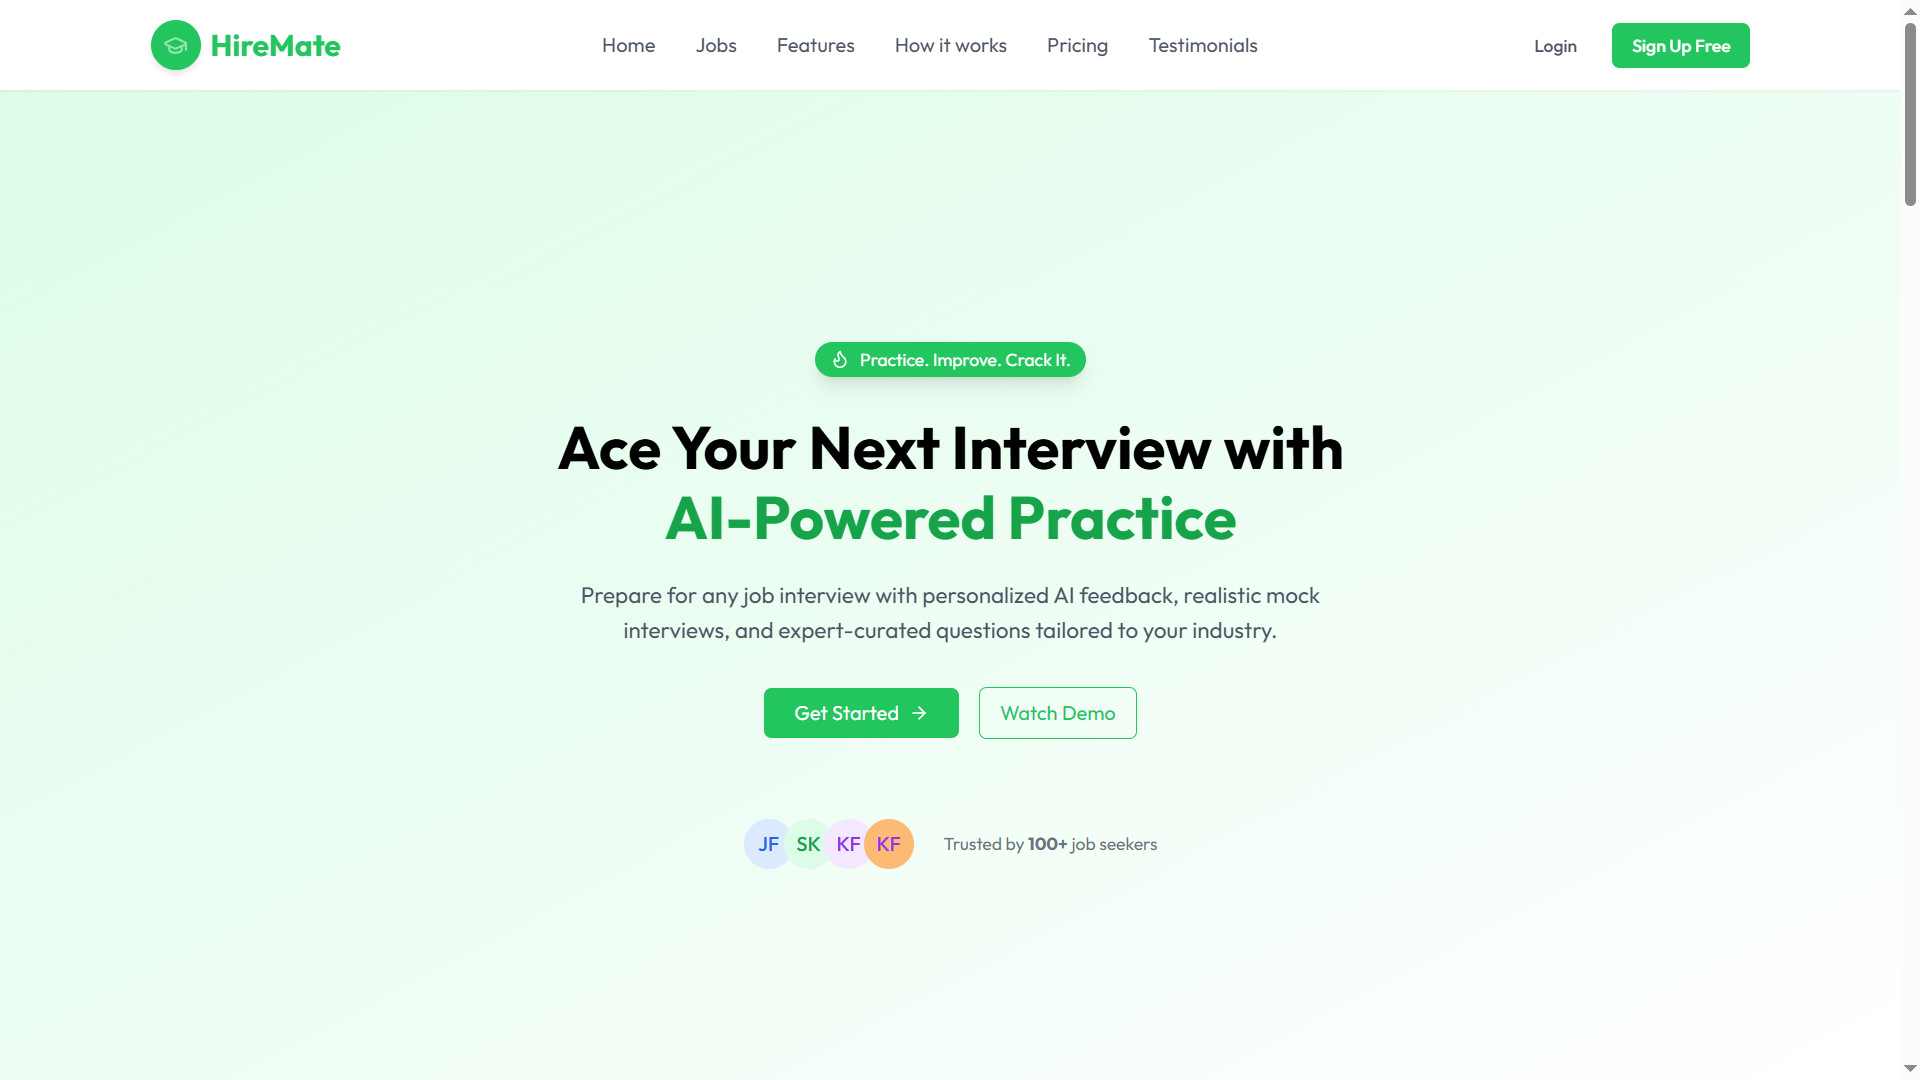 HireMate
Home Jobs Features How it works Pricing Testimonials
Login Sign Up Free
Practice. Improve. Crack It.
Ace Your Next Interview with
AI-Powered Practice
Prepare for any job interview with personalized AI feedback, realistic mock
interviews, and expert-curated questions tailored to your industry.
Get Started → Watch Demo
JF SK KF KF Trusted by 100+ job seekers